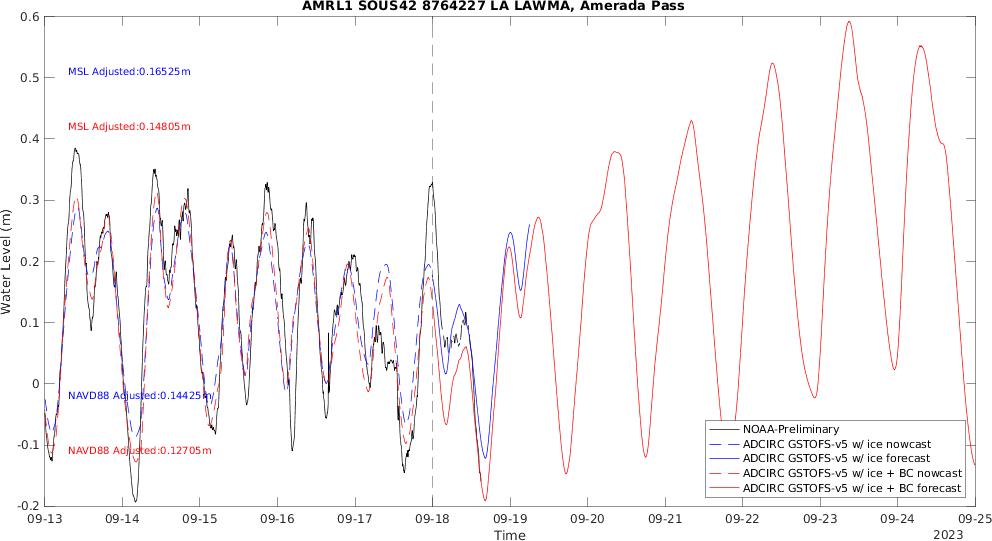 AMRL1 SOUS42 8764227 LA LAWMA, Amerada Pass
0.6
0.5
0.4
0.3
0.2
0.1
0
-0.1
-0.2
Water Level (m)
MSL Adjusted:0.16525m
MSL Adjusted:0.14805m
NAVD88 Adjusted:0.14425m
NAVD88 Adjusted:0.12705m
NOAA-Preliminary
ADCIRC GSTOFS-v5 w/ ice nowcast
ADCIRC GSTOFS-v5 w/ ice forecast
ADCIRC GSTOFS-v5 w/ ice + BC nowcast
ADCIRC GSTOFS-v5 w/ ice + BC forecast
09-13 09-14 09-15 09-16 09-17 09-18 09-19 09-20 09-21 09-22 09-23 09-24 09-25
Time
2023